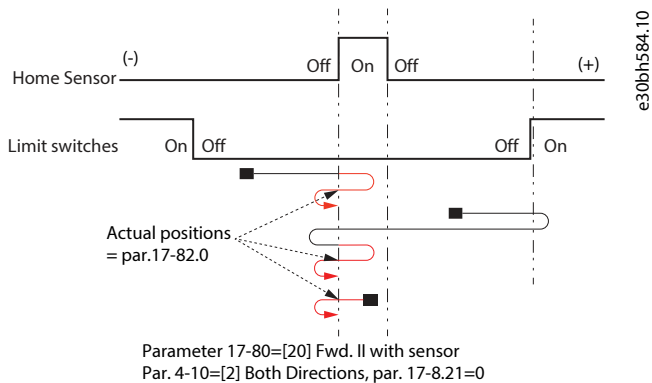 e30bh584.10
(-)
Home Sensor
Off
On
Off
(+)
Limit switches
On
Off
Off
On
Actual positions
= par.17-82.0
Parameter 17-80=[20] Fwd. II with sensor
Par. 4-10=[2] Both Directions, par. 17-8.21=0